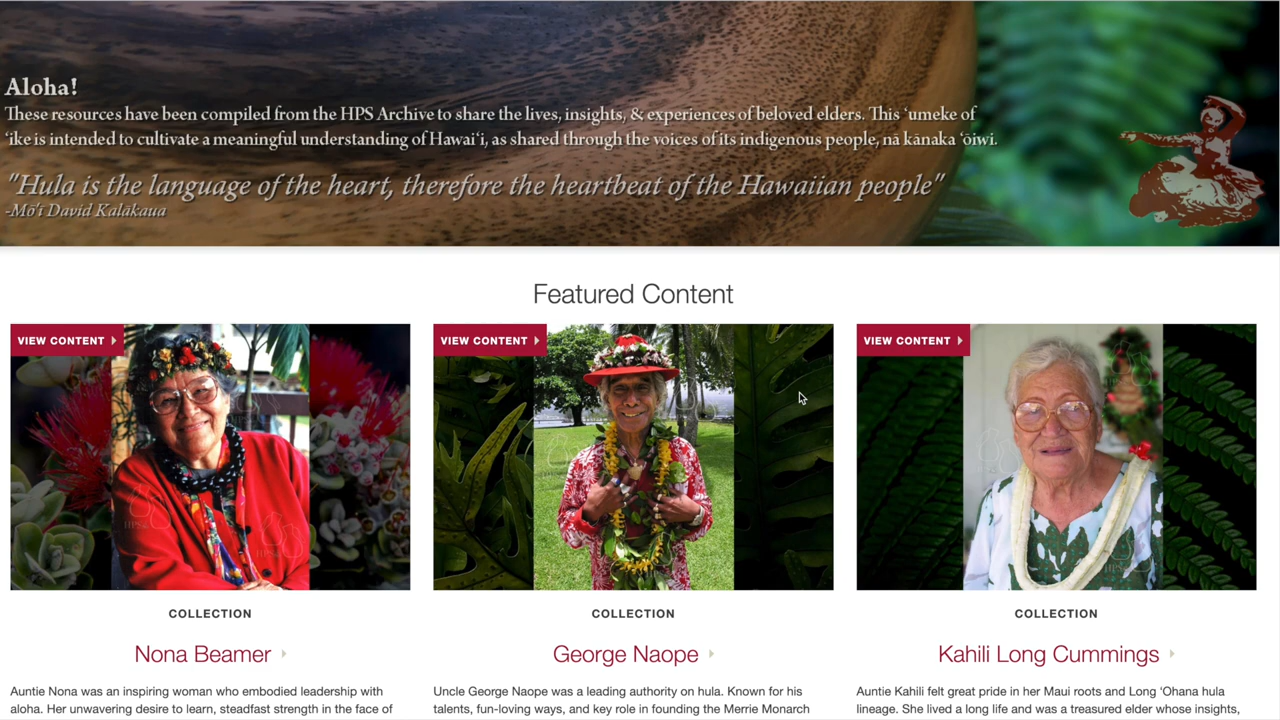 Aloha!
These resources have been compiled from the HPS Archive to share the lives, insights, & experiences of beloved elders. This ʻumeke of
ʻike is intended to cultivate a meaningful understanding of Hawaiʻi, as shared through the voices of its indigenous people, nā kānaka ʻōiwi.
"Hula is the language of the heart, therefore the heartbeat of the Hawaiian people"
-Mōʻī David Kalākaua
Featured Content
VIEW CONTENT
VIEW CONTENT
VIEW CONTENT
HPS
HPS
HPS
HPS
COLLECTION
COLLECTION
COLLECTION
Nona Beamer
George Naope
Kahili Long Cummings
Auntie Nona was an inspiring woman who embodied leadership with
aloha. Her unwavering desire to learn, steadfast strength in the face of
Uncle George Naope was a leading authority on hula. Known for his
talents, fun-loving ways, and key role in founding the Merrie Monarch
Auntie Kahili felt great pride in her Maui roots and Long ʻOhana hula
lineage. She lived a long life and was a treasured elder whose insights,